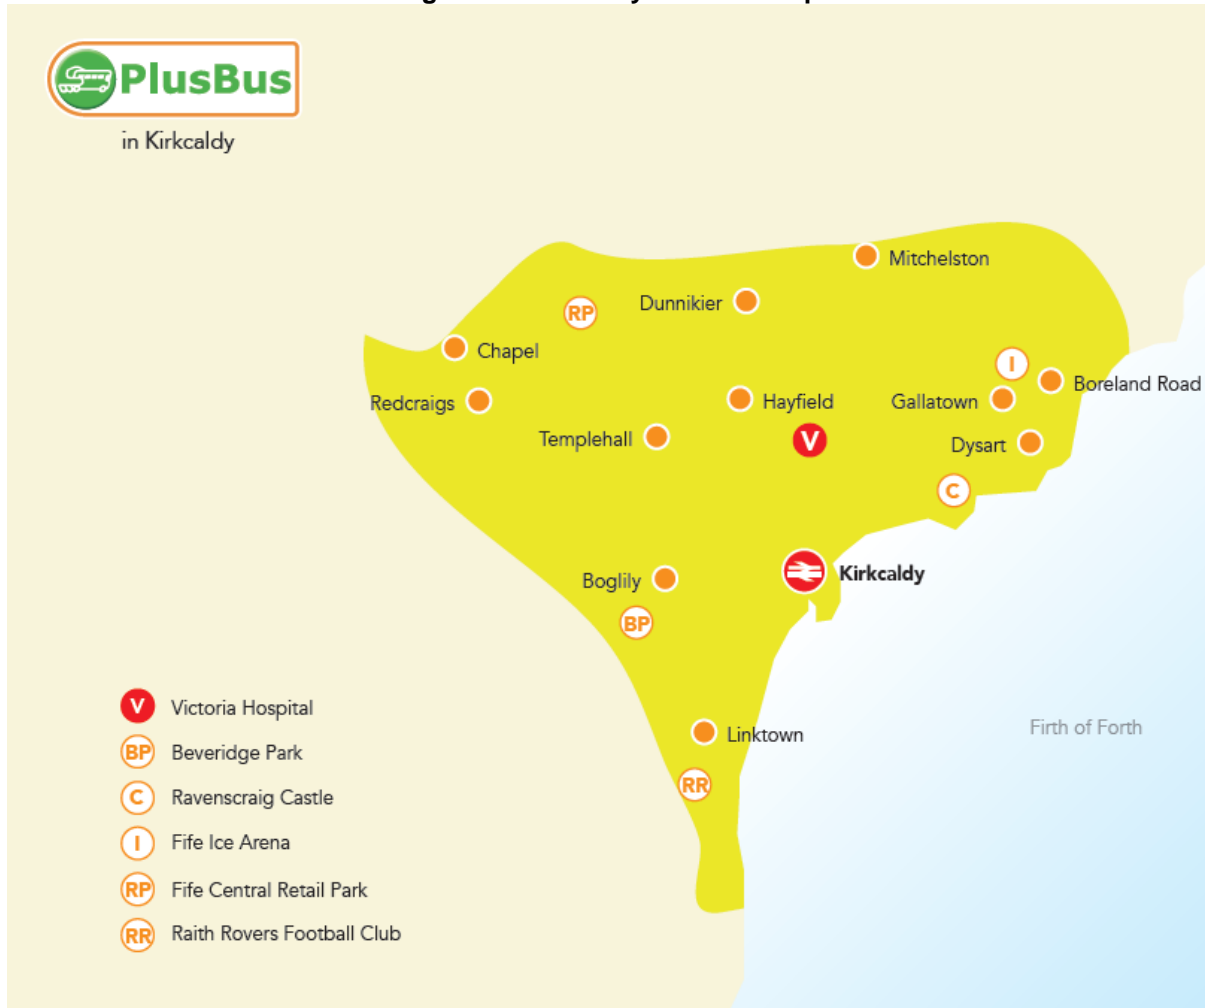 PlusBus
in Kirkcaldy
Mitchelston
Dunnikier
RP
Chapel
I
Boreland Road
Redcraigs
Hayfield
Gallatown
Templehall
V
Dysart
C
Kirkcaldy
Boglily
BP
V Victoria Hospital
Linktown
Firth of Forth
BP Beveridge Park
RR
C Ravenscraig Castle
I Fife Ice Arena
RP Fife Central Retail Park
RR Raith Rovers Football Club